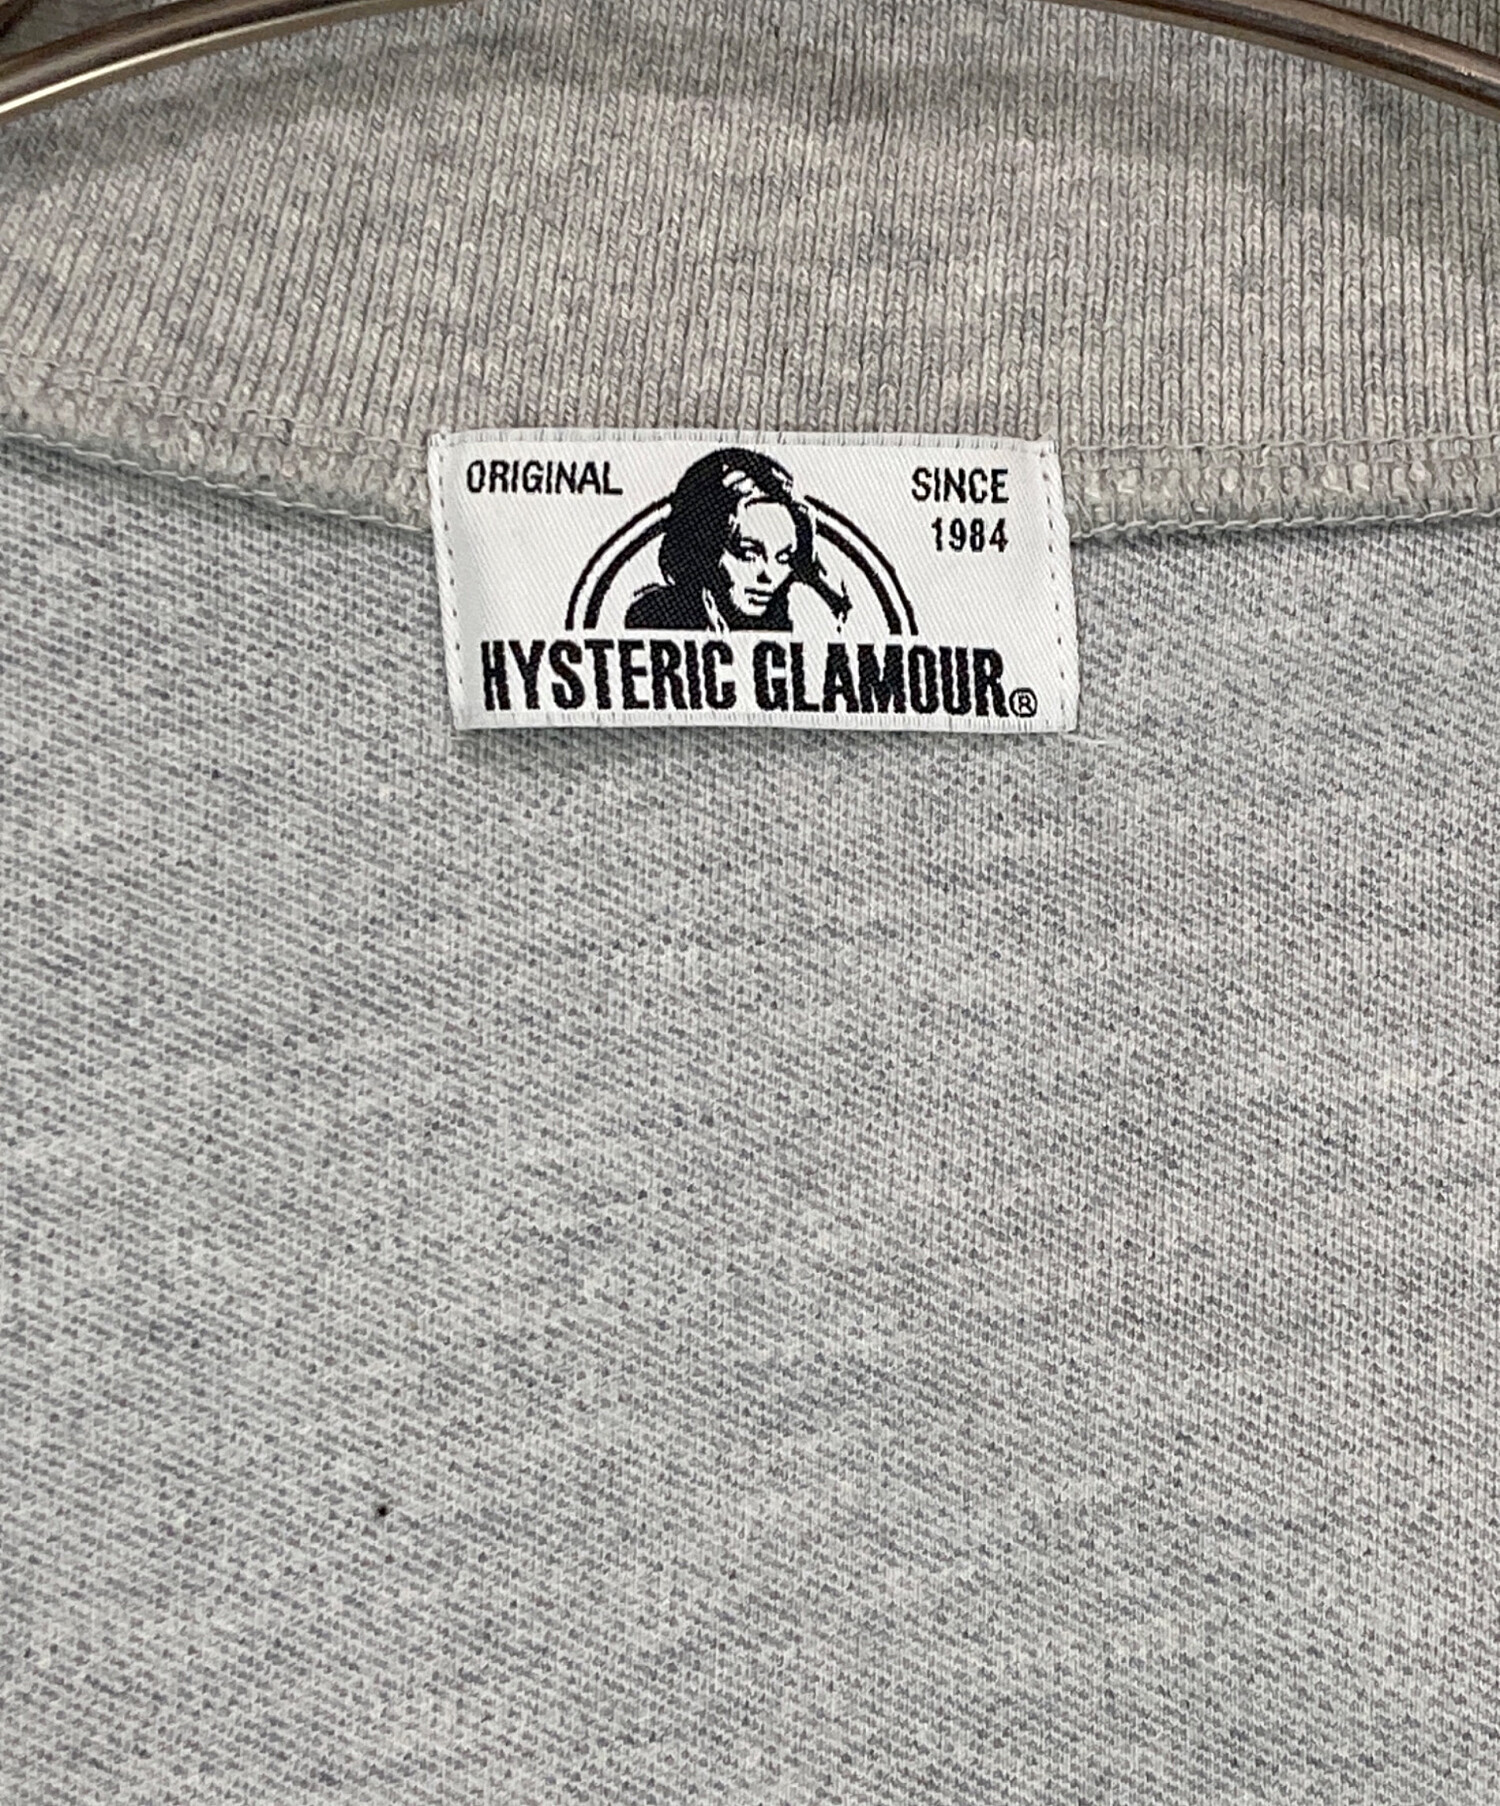 ORIGINAL
SINCE
1984
HYSTERIC GLAMOUR®